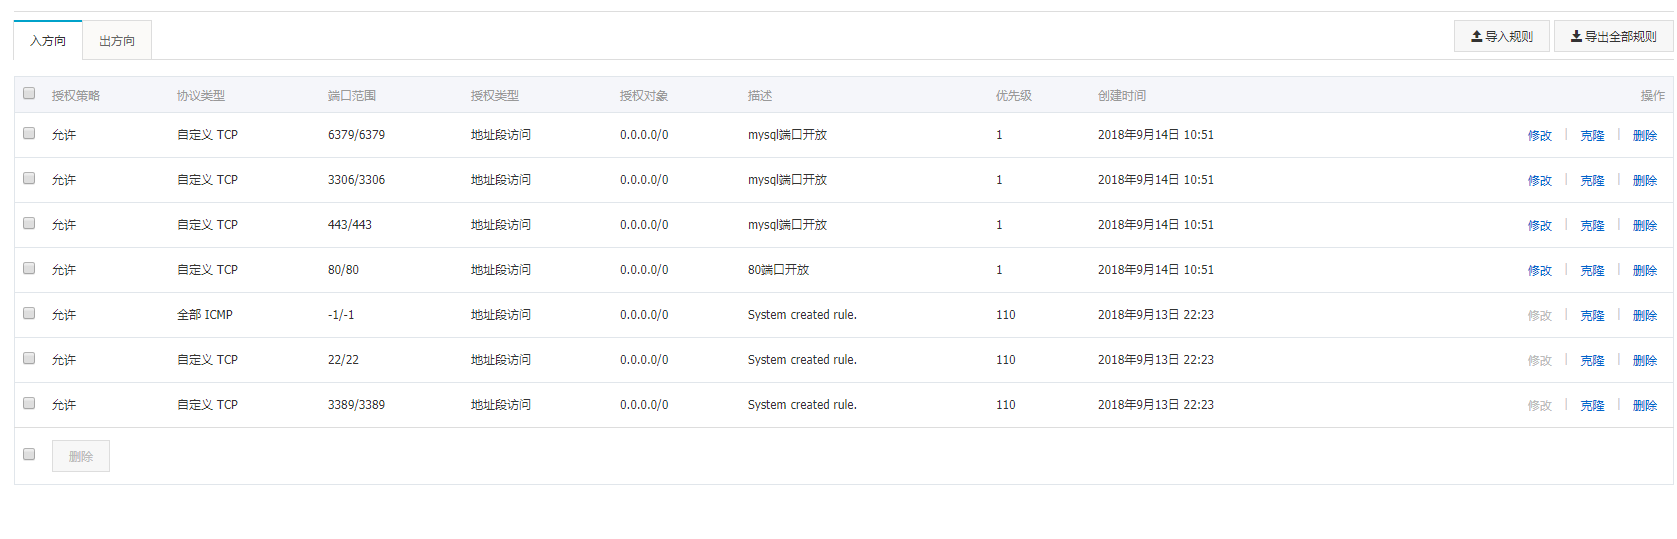 入方向 出方向 导入规则 导出全部规则
授权策略 协议类型 端口范围 授权类型 授权对象 描述 优先级 创建时间 操作
允许 自定义 TCP 6379/6379 地址段访问 0.0.0.0/0 mysql端口开放 1 2018年9月14日 10:51 修改 | 克隆 | 删除
允许 自定义 TCP 3306/3306 地址段访问 0.0.0.0/0 mysql端口开放 1 2018年9月14日 10:51 修改 | 克隆 | 删除
允许 自定义 TCP 443/443 地址段访问 0.0.0.0/0 mysql端口开放 1 2018年9月14日 10:51 修改 | 克隆 | 删除
允许 自定义 TCP 80/80 地址段访问 0.0.0.0/0 80端口开放 1 2018年9月14日 10:51 修改 | 克隆 | 删除
允许 全部 ICMP -1/-1 地址段访问 0.0.0.0/0 System created rule. 110 2018年9月13日 22:23 修改 | 克隆 | 删除
允许 自定义 TCP 22/22 地址段访问 0.0.0.0/0 System created rule. 110 2018年9月13日 22:23 修改 | 克隆 | 删除
允许 自定义 TCP 3389/3389 地址段访问 0.0.0.0/0 System created rule. 110 2018年9月13日 22:23 修改 | 克隆 | 删除
删除